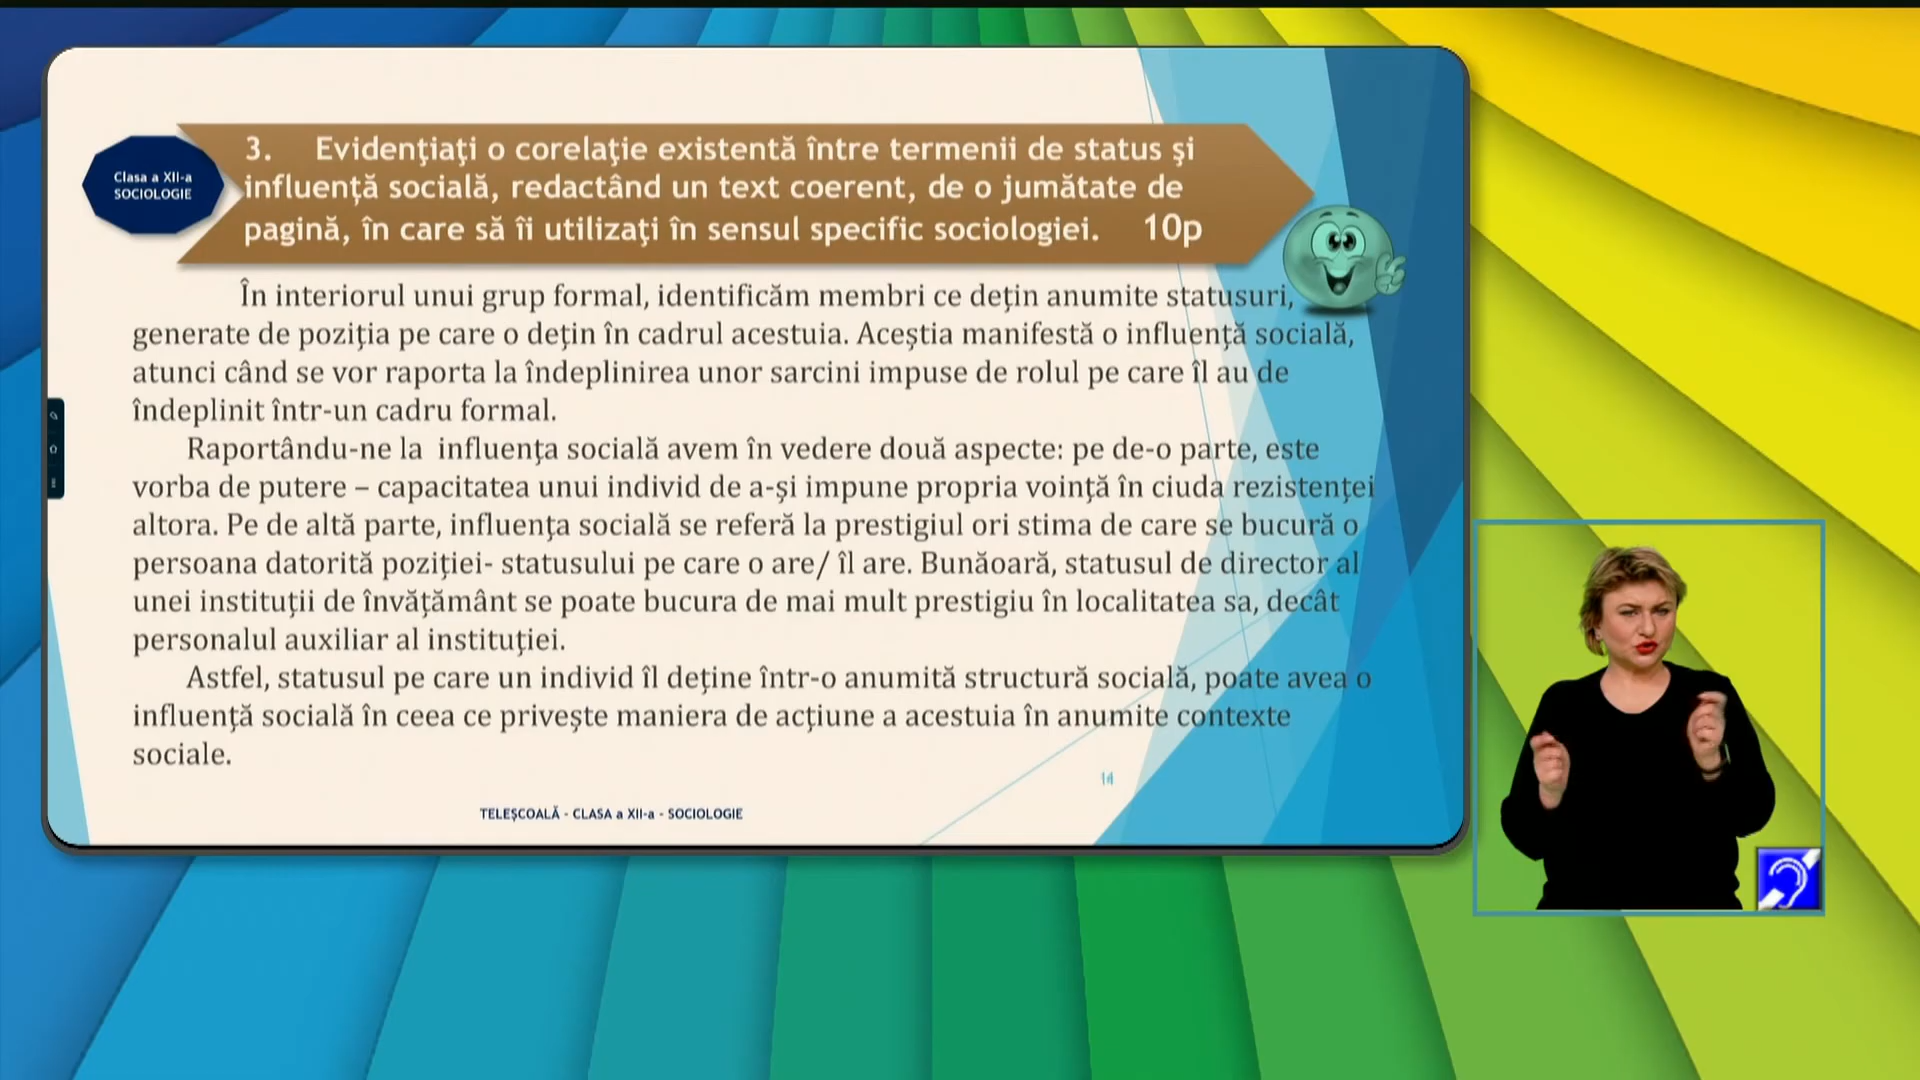 Clasa a XII-a
SOCIOLOGIE
3. Evidenţiaţi o corelaţie existentă între termenii de status şi
influenţă socială, redactând un text coerent, de o jumătate de
pagină, în care să îi utilizaţi în sensul specific sociologiei. 10p
În interiorul unui grup formal, identificăm membri ce dețin anumite statusuri,
generate de poziția pe care o dețin în cadrul acestuia. Aceștia manifestă o influență socială,
atunci când se vor raporta la îndeplinirea unor sarcini impuse de rolul pe care îl au de
îndeplinit într-un cadru formal.
Raportându-ne la influența socială avem în vedere două aspecte: pe de-o parte, este
vorba de putere – capacitatea unui individ de a-și impune propria voință în ciuda rezistenței
altora. Pe de altă parte, influența socială se referă la prestigiul ori stima de care se bucură o
persoana datorită poziției- statusului pe care o are/ îl are. Bunăoară, statusul de director al
unei instituții de învățământ se poate bucura de mai mult prestigiu în localitatea sa, decât
personalul auxiliar al instituției.
Astfel, statusul pe care un individ îl deține într-o anumită structură socială, poate avea o
influență socială în ceea ce privește maniera de acțiune a acestuia în anumite contexte
sociale.
14
TELEŞCOALĂ - CLASA a XII-a - SOCIOLOGIE